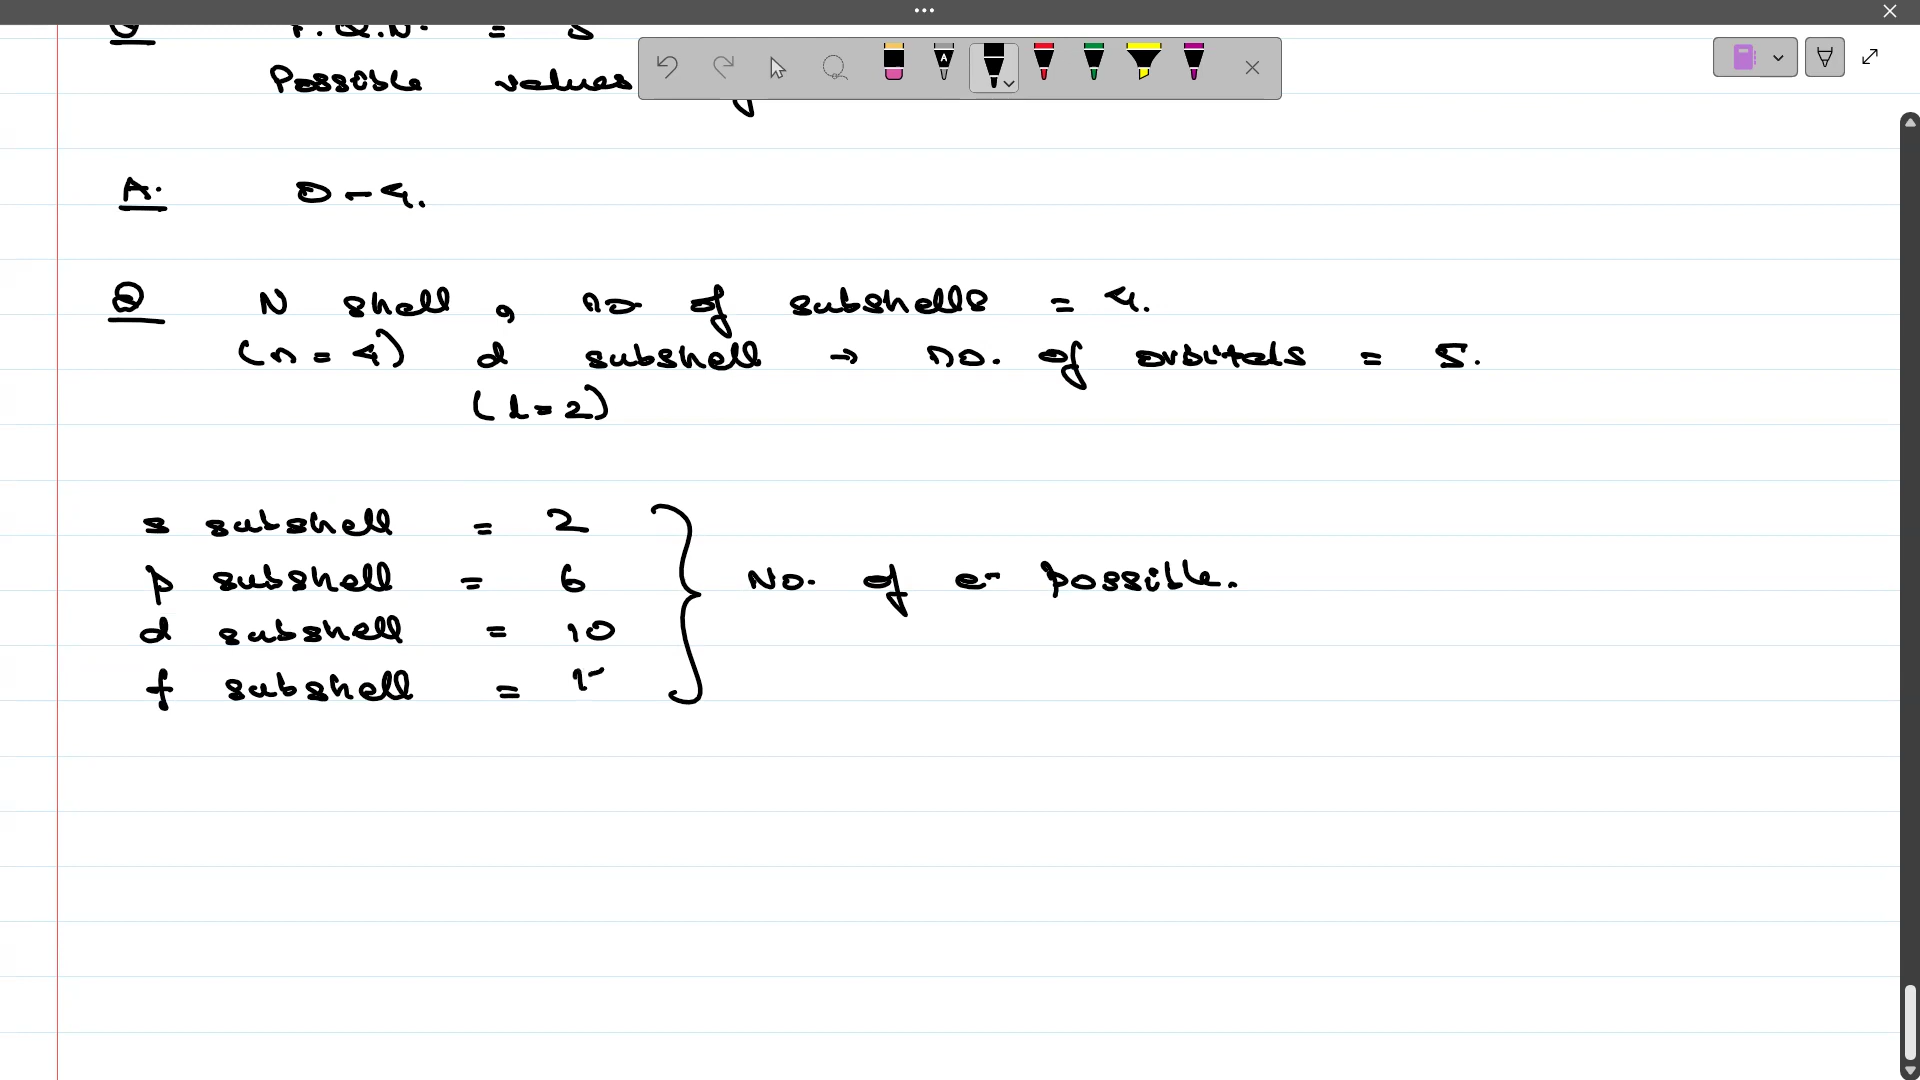 Q P.Q.N. = 5
Possible values
A. 0-4.
Q N shell, no of subshells = 4.
(n = 4) d subshell → no. of orbitals = 5.
(l = 2)
s subshell = 2
p subshell = 6
No. of e- possible.
d subshell = 10
f subshell =